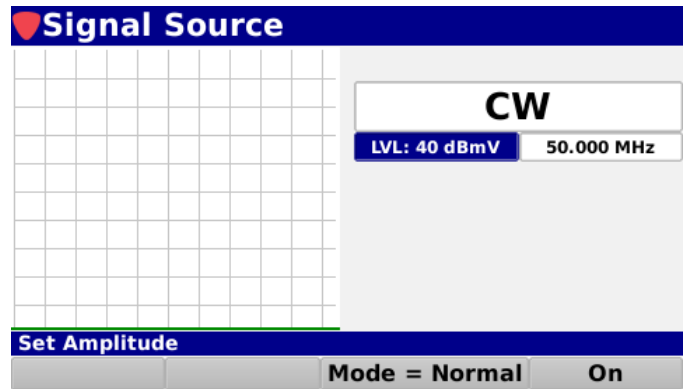 Signal Source
CW
LVL: 40 dBmV 50.000 MHz
Set Amplitude
Mode = Normal On